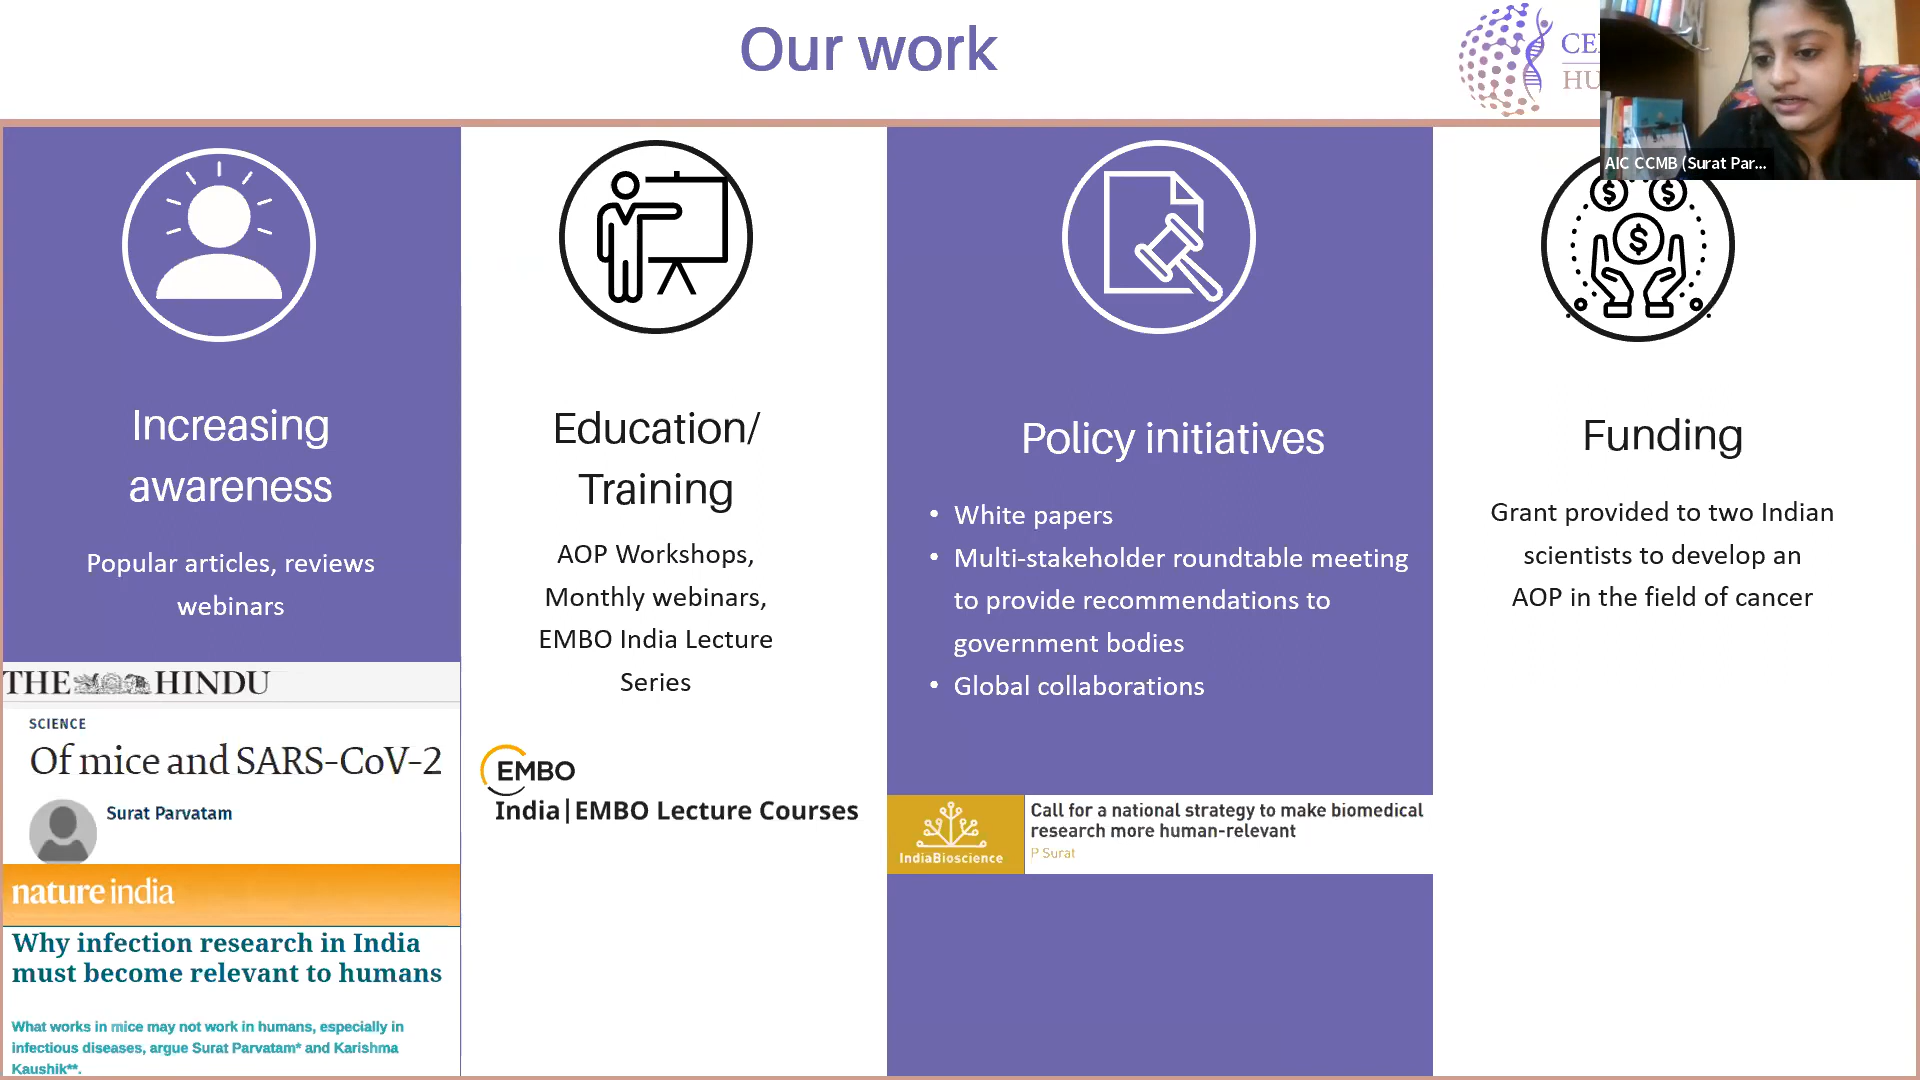 Our work
AIC CCMB (Surat Par...
Increasing
awareness
Popular articles, reviews
webinars
THE HINDU
SCIENCE
Of mice and SARS-CoV-2
Surat Parvatam
nature india
Why infection research in India
must become relevant to humans
What works in mice may not work in humans, especially in
infectious diseases, argue Surat Parvatam* and Karishma
Kaushik**.
Education/
Training
AOP Workshops,
Monthly webinars,
EMBO India Lecture
Series
EMBO
India|EMBO Lecture Courses
Policy initiatives
• White papers
• Multi-stakeholder roundtable meeting
to provide recommendations to
government bodies
• Global collaborations
IndiaBioscience
Call for a national strategy to make biomedical
research more human-relevant
P Surat
Funding
Grant provided to two Indian
scientists to develop an
AOP in the field of cancer